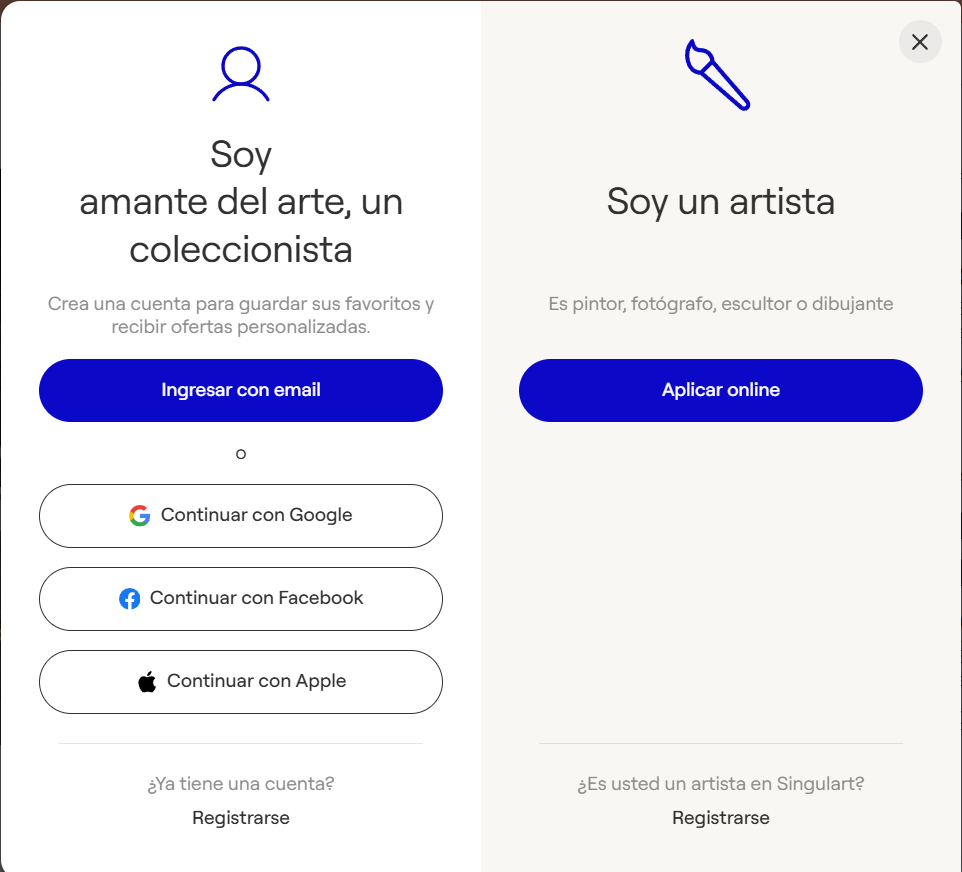 Soy
amante del arte, un
coleccionista
Crea una cuenta para guardar sus favoritos y
recibir ofertas personalizadas.
Ingresar con email
o
Continuar con Google
Continuar con Facebook
Continuar con Apple
¿Ya tiene una cuenta?
Registrarse
Soy un artista
Es pintor, fotógrafo, escultor o dibujante
Aplicar online
¿Es usted un artista en Singulart?
Registrarse